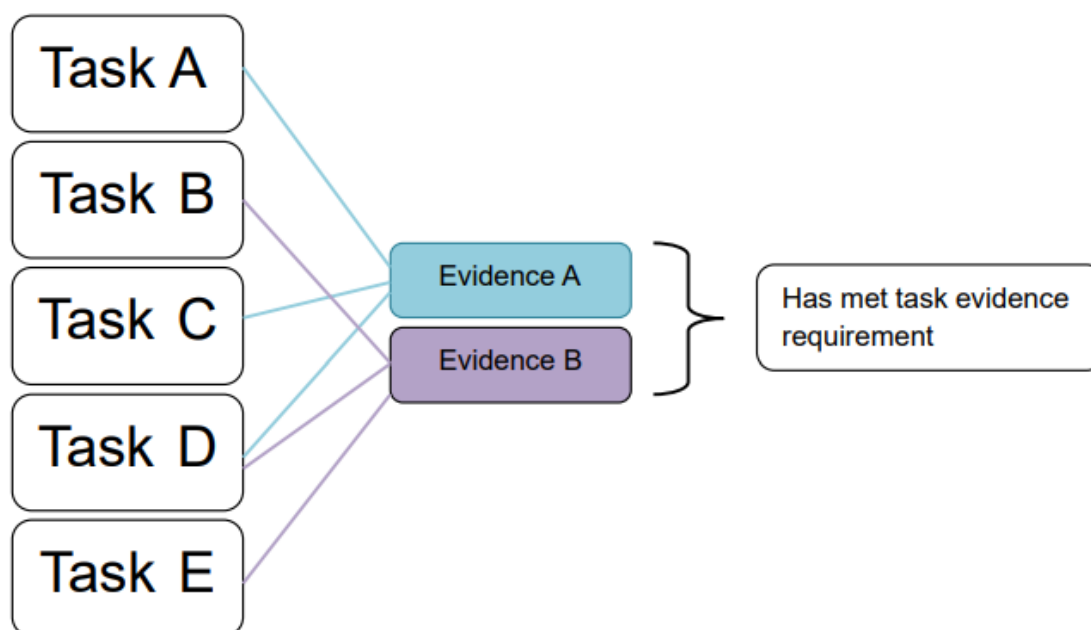 Task A
Task B
Task C
Task D
Task E
Evidence A
Evidence B
Has met task evidence
requirement